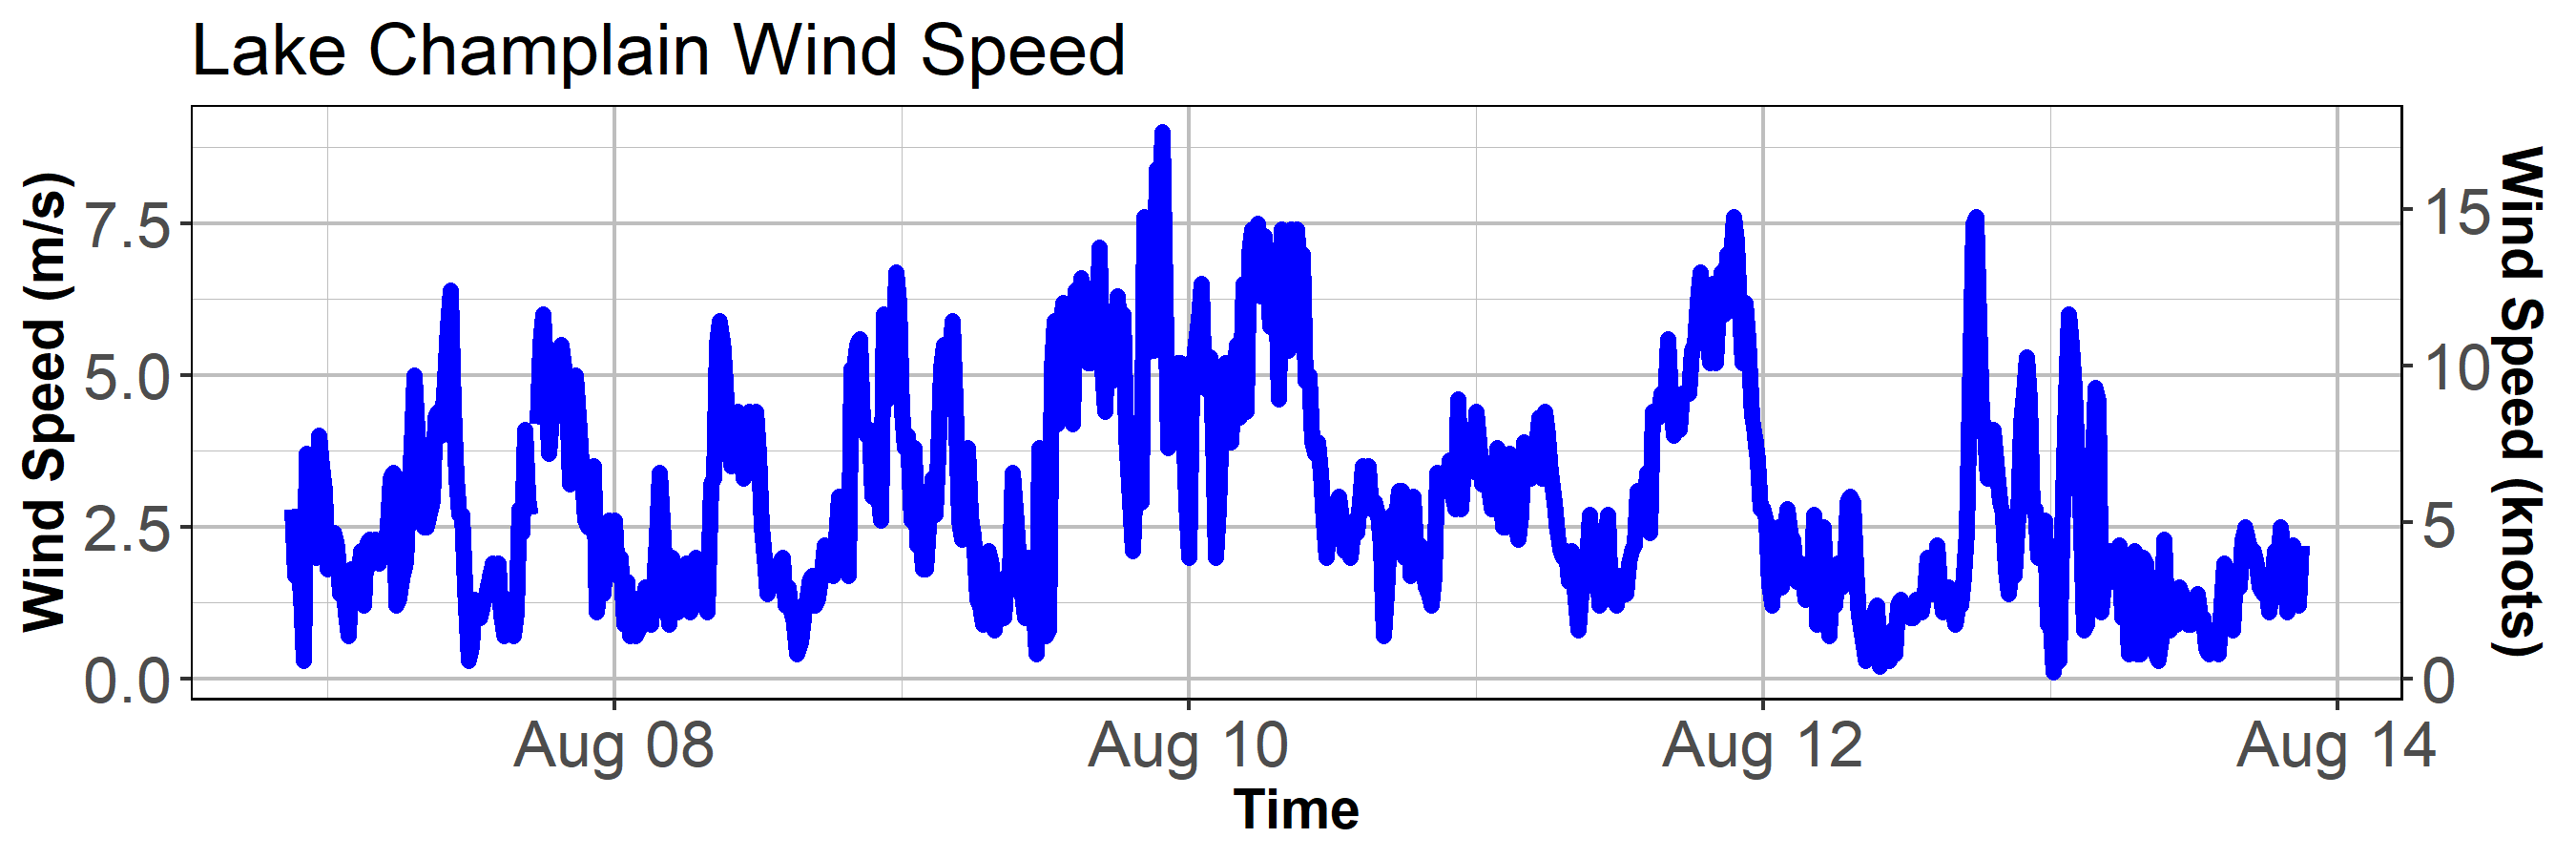 Lake Champlain Wind Speed
Wind Speed (m/s)
7.5
5.0
2.5
0.0
15
10
5
0
Wind Speed (knots)
Aug 08
Aug 10
Aug 12
Aug 14
Time